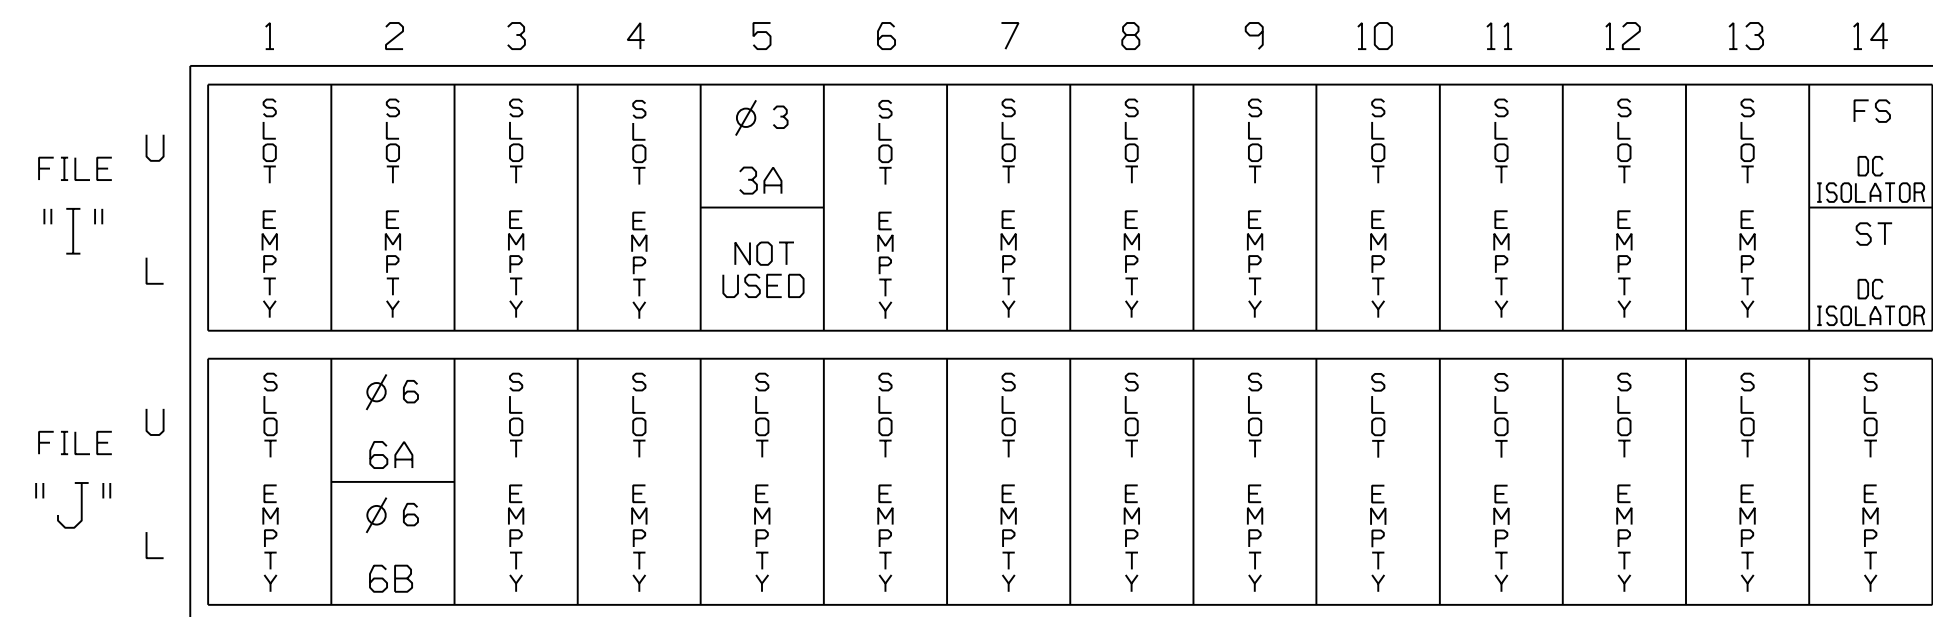 1 2 3 4 5 6 7 8 9 10 11 12 13 14
FILE "I"
U
L
SLOT EMPTY
SLOT EMPTY
SLOT EMPTY
SLOT EMPTY
Ø 3
3A
NOT
USED
SLOT EMPTY
SLOT EMPTY
SLOT EMPTY
SLOT EMPTY
SLOT EMPTY
SLOT EMPTY
SLOT EMPTY
SLOT EMPTY
FS
DC
ISOLATOR
ST
DC
ISOLATOR
FILE "J"
U
L
SLOT EMPTY
Ø 6
6A
Ø 6
6B
SLOT EMPTY
SLOT EMPTY
SLOT EMPTY
SLOT EMPTY
SLOT EMPTY
SLOT EMPTY
SLOT EMPTY
SLOT EMPTY
SLOT EMPTY
SLOT EMPTY
SLOT EMPTY
SLOT EMPTY